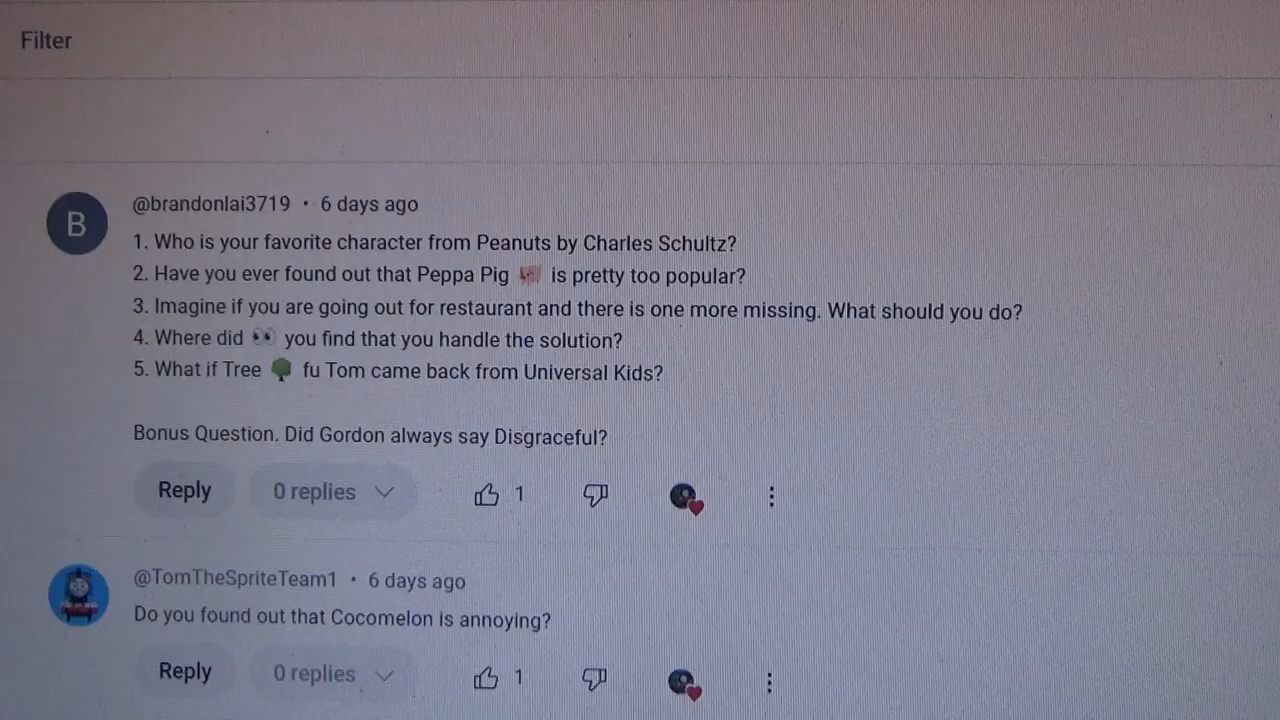 Filter
B
@brandonlai3719 • 6 days ago
1. Who is your favorite character from Peanuts by Charles Schultz?
2. Have you ever found out that Peppa Pig 🐖 is pretty too popular?
3. Imagine if you are going out for restaurant and there is one more missing. What should you do?
4. Where did 👀 you find that you handle the solution?
5. What if Tree 🌳 fu Tom came back from Universal Kids?
Bonus Question. Did Gordon always say Disgraceful?
Reply 0 replies 1
@TomTheSpriteTeam1 • 6 days ago
Do you found out that Cocomelon is annoying?
Reply 0 replies 1